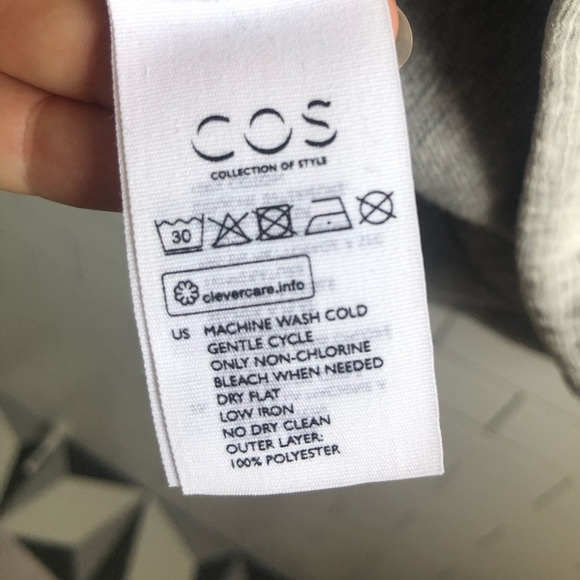 COS
COLLECTION OF STYLE
30
clevercare.info
US MACHINE WASH COLD
GENTLE CYCLE
ONLY NON-CHLORINE
BLEACH WHEN NEEDED
DRY FLAT
LOW IRON
NO DRY CLEAN
OUTER LAYER:
100% POLYESTER